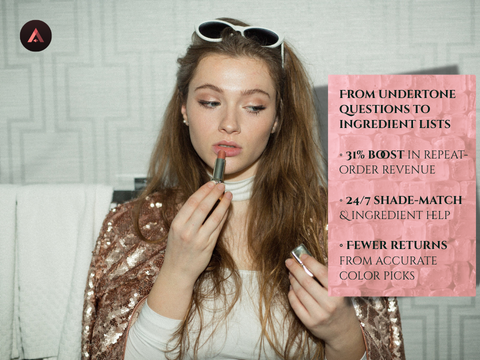 From undertone
questions to
ingredient lists
◦ 31% boost in repeat-
order revenue
◦ 24/7 shade-match
& ingredient help
◦ Fewer returns
from accurate
color picks